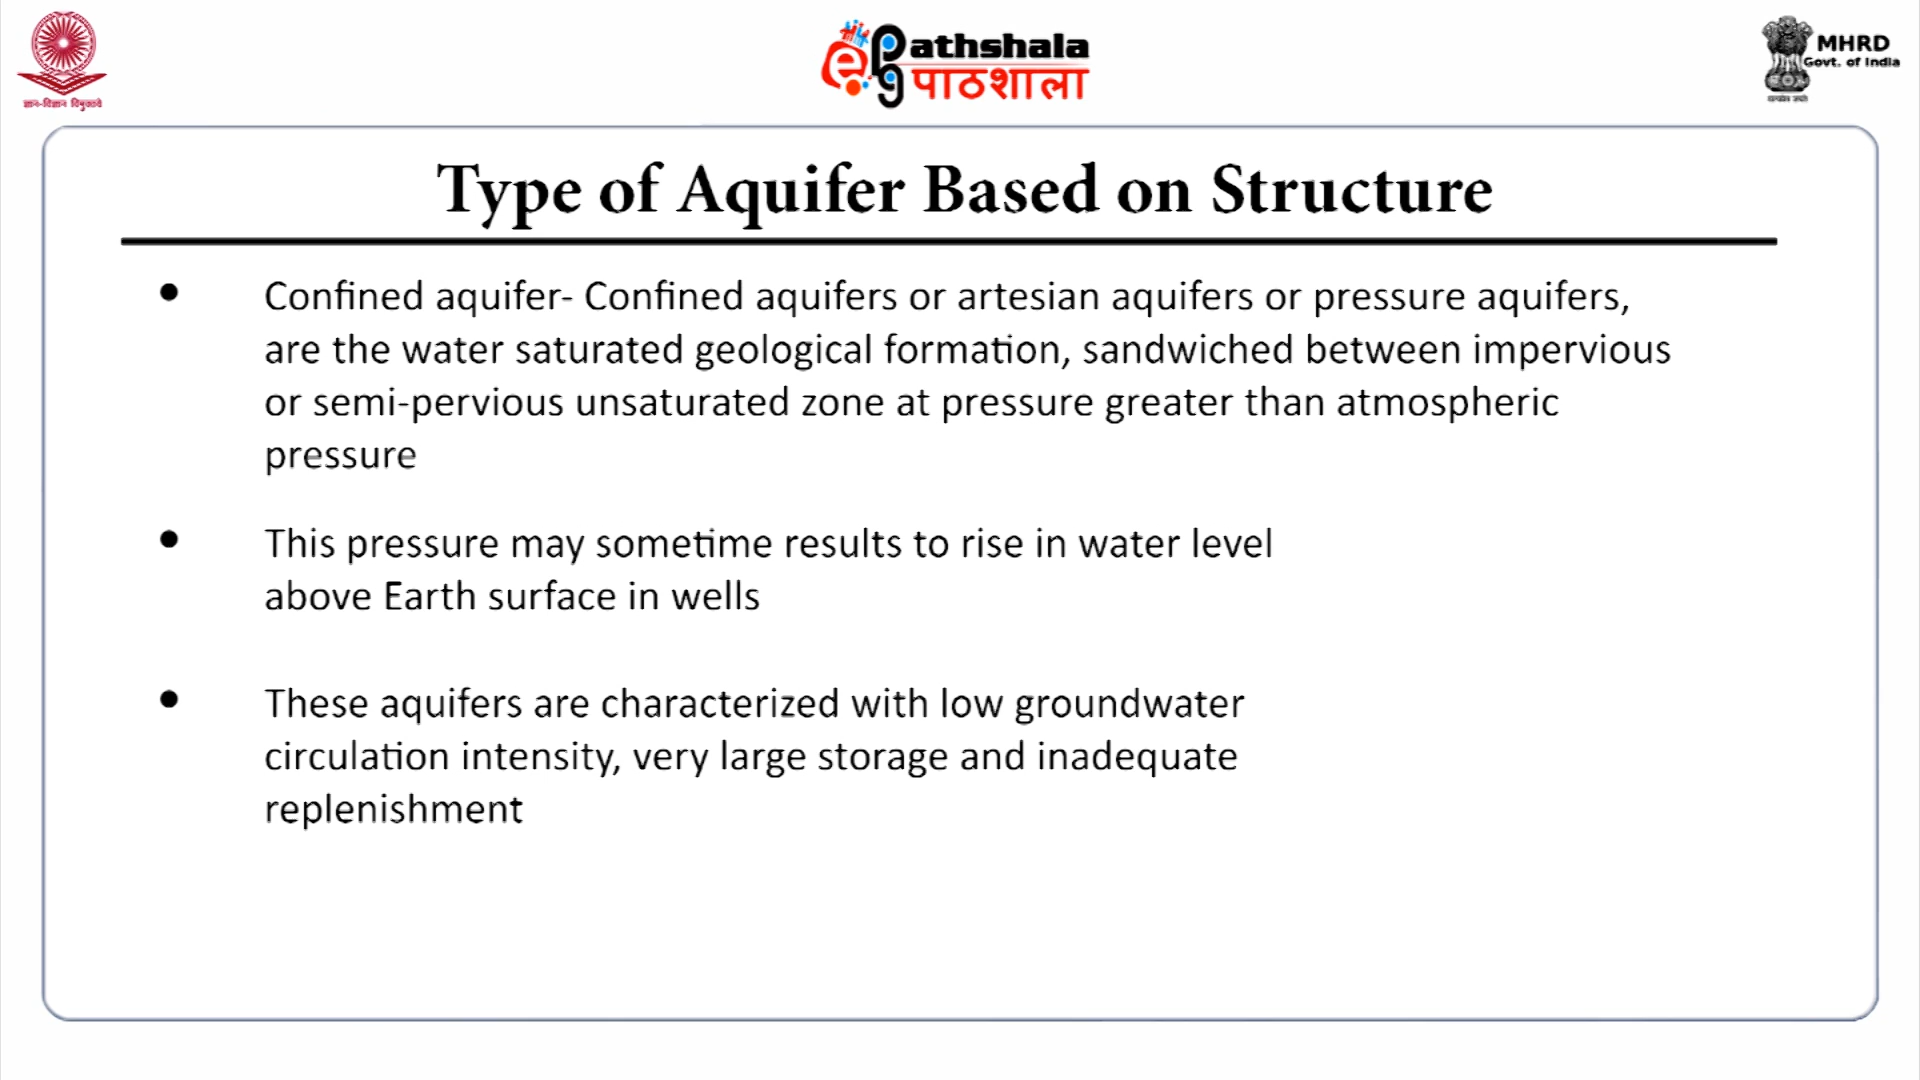 ज्ञान-विज्ञान विमुक्तये
ePGathshala
पाठशाला
MHRD
Govt. of India
Type of Aquifer Based on Structure
• Confined aquifer- Confined aquifers or artesian aquifers or pressure aquifers,
are the water saturated geological formation, sandwiched between impervious
or semi-pervious unsaturated zone at pressure greater than atmospheric
pressure
• This pressure may sometime results to rise in water level
above Earth surface in wells
• These aquifers are characterized with low groundwater
circulation intensity, very large storage and inadequate
replenishment